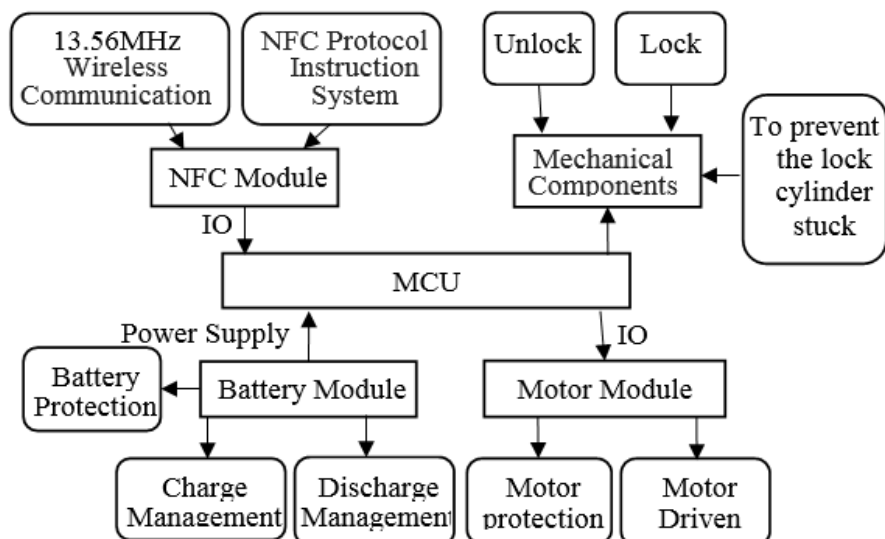 13.56MHz
Wireless
Communication
NFC Protocol
Instruction
System
Unlock
Lock
To prevent
the lock
cylinder
stuck
NFC Module
Mechanical
Components
IO
MCU
Power Supply
IO
Battery
Protection
Battery Module
Motor Module
Charge
Management
Discharge
Management
Motor
protection
Motor
Driven